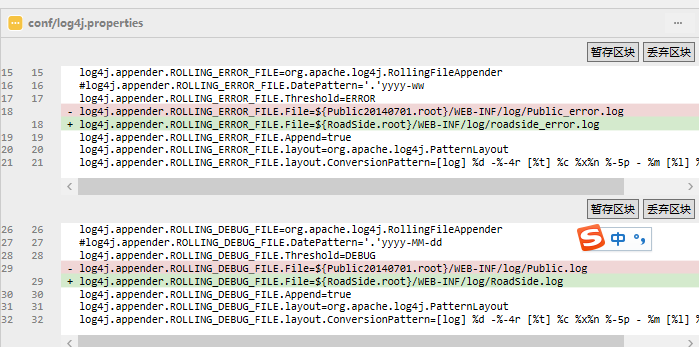 conf/log4j.properties
暂存区块 丢弃区块
15 15 log4j.appender.ROLLING_ERROR_FILE=org.apache.log4j.RollingFileAppender
16 16 #log4j.appender.ROLLING_ERROR_FILE.DatePattern='.'yyyy-ww
17 17 log4j.appender.ROLLING_ERROR_FILE.Threshold=ERROR
18 - log4j.appender.ROLLING_ERROR_FILE.File=${Public20140701.root}/WEB-INF/log/Public_error.log
18 + log4j.appender.ROLLING_ERROR_FILE.File=${RoadSide.root}/WEB-INF/log/roadside_error.log
19 19 log4j.appender.ROLLING_ERROR_FILE.Append=true
20 20 log4j.appender.ROLLING_ERROR_FILE.layout=org.apache.log4j.PatternLayout
21 21 log4j.appender.ROLLING_ERROR_FILE.layout.ConversionPattern=[log] %d -%-4r [%t] %c %x%n %-5p - %m [%l] %
暂存区块 丢弃区块
26 26 log4j.appender.ROLLING_DEBUG_FILE=org.apache.log4j.RollingFileAppender
27 27 #log4j.appender.ROLLING_DEBUG_FILE.DatePattern='.'yyyy-MM-dd
28 28 log4j.appender.ROLLING_DEBUG_FILE.Threshold=DEBUG
29 - log4j.appender.ROLLING_DEBUG_FILE.File=${Public20140701.root}/WEB-INF/log/Public.log
29 + log4j.appender.ROLLING_DEBUG_FILE.File=${RoadSide.root}/WEB-INF/log/RoadSide.log
30 30 log4j.appender.ROLLING_DEBUG_FILE.Append=true
31 31 log4j.appender.ROLLING_DEBUG_FILE.layout=org.apache.log4j.PatternLayout
32 32 log4j.appender.ROLLING_DEBUG_FILE.layout.ConversionPattern=[log] %d -%-4r [%t] %c %x%n %-5p - %m [%l] %
S 中 °,